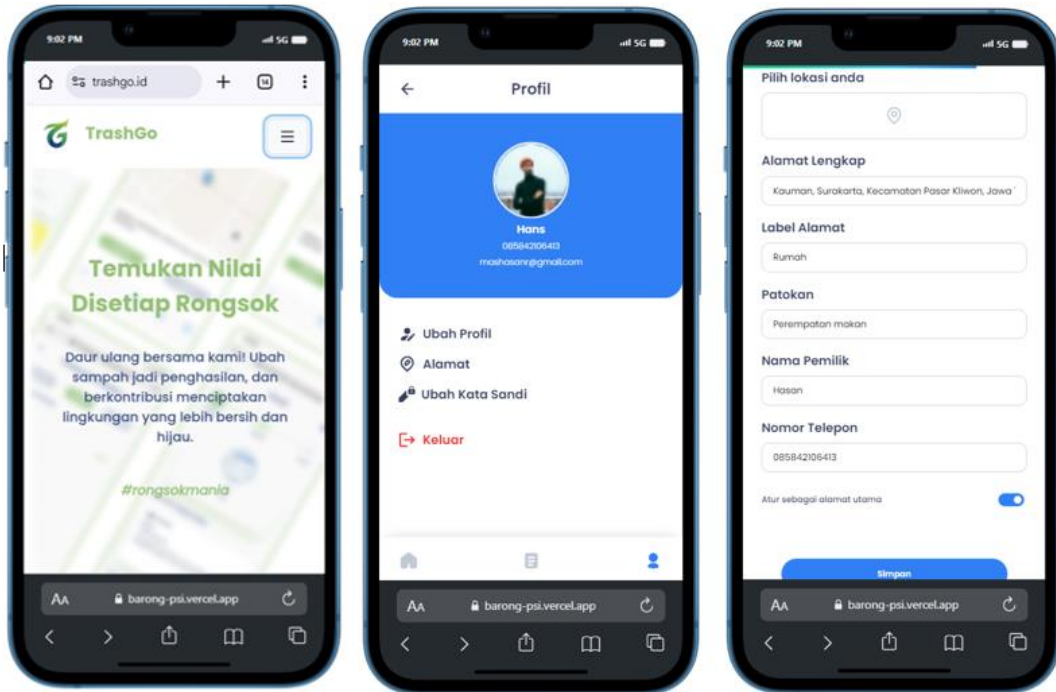 9:02 PM
5G
trashgo.id
14
TrashGo
Temukan Nilai
Disetiap Rongsok
Daur ulang bersama kami! Ubah
sampah jadi penghasilan, dan
berkontribusi menciptakan
lingkungan yang lebih bersih dan
hijau.
#rongsokmania
AA barong-psi.vercel.app
9:02 PM
5G
Profil
Hans
085842106413
mashasanr@gmail.com
Ubah Profil
Alamat
Ubah Kata Sandi
Keluar
AA barong-psi.vercel.app
9:02 PM
5G
Pilih lokasi anda
Alamat Lengkap
Kauman, Surakarta, Kecamatan Pasar Kliwon, Jawa
Label Alamat
Rumah
Patokan
Perempatan makan
Nama Pemilik
Hasan
Nomor Telepon
085842106413
Atur sebagai alamat utama
Simpan
AA barong-psi.vercel.app